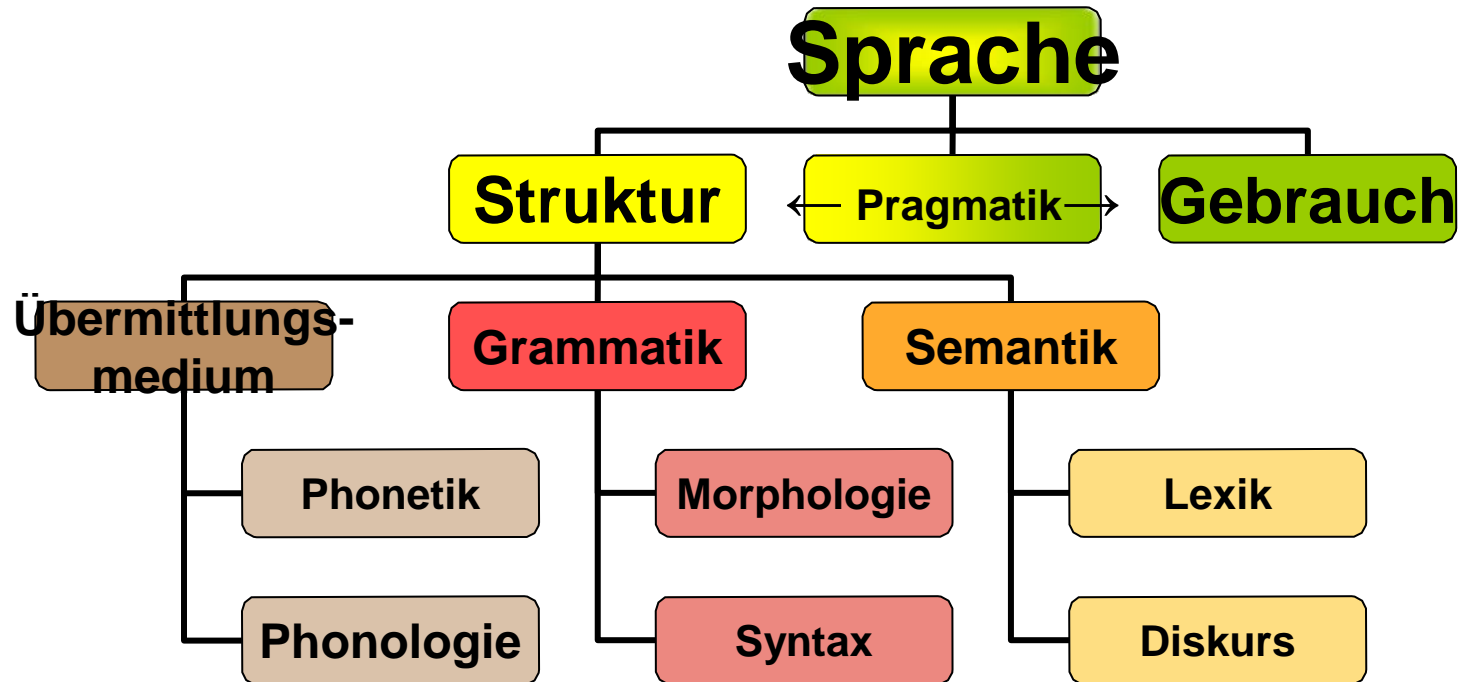 Sprache
Struktur
← Pragmatik →
Gebrauch
Übermittlungs-
medium
Grammatik
Semantik
Phonetik
Morphologie
Lexik
Phonologie
Syntax
Diskurs